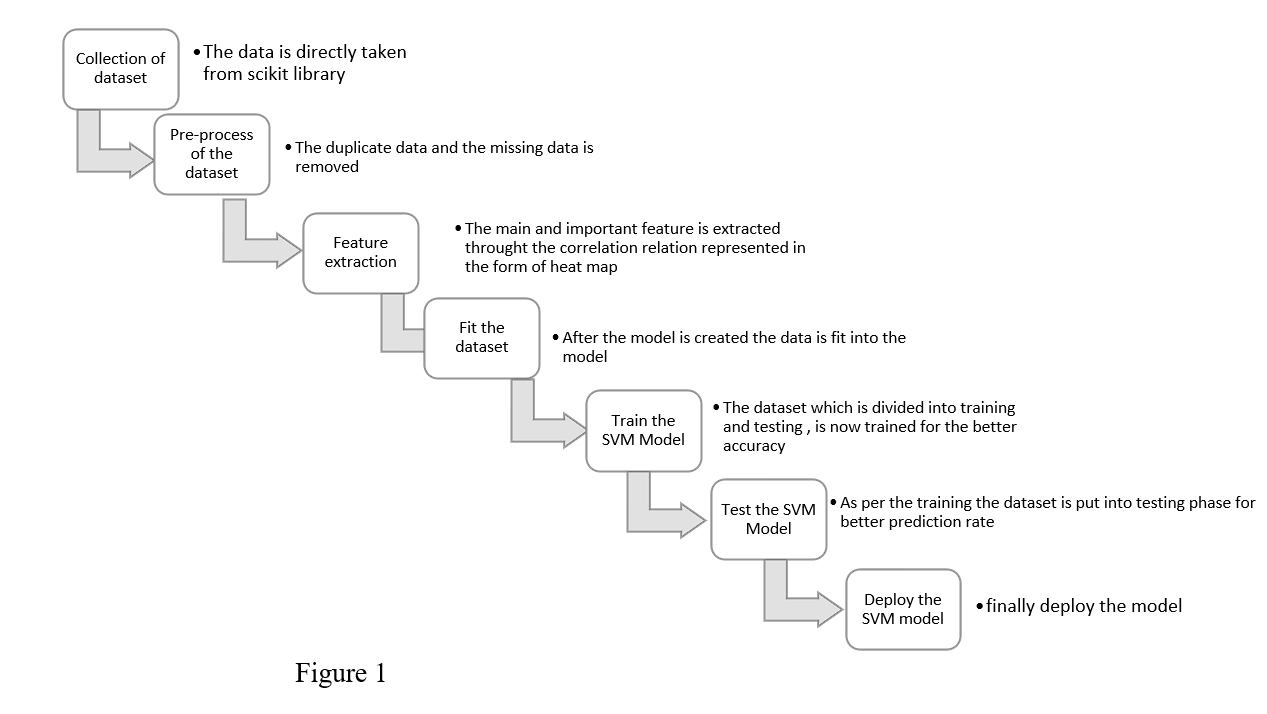 Collection of
dataset
•The data is directly taken
from scikit library
Pre-process
of the
dataset
•The duplicate data and the missing data is
removed
Feature
extraction
•The main and important feature is extracted
throught the correlation relation represented in
the form of heat map
Fit the
dataset
•After the model is created the data is fit into the
model
Train the
SVM Model
•The dataset which is divided into training
and testing , is now trained for the better
accuracy
Test the SVM
Model
•As per the training the dataset is put into testing phase for
better prediction rate
Deploy the
SVM model
•finally deploy the model
Figure 1